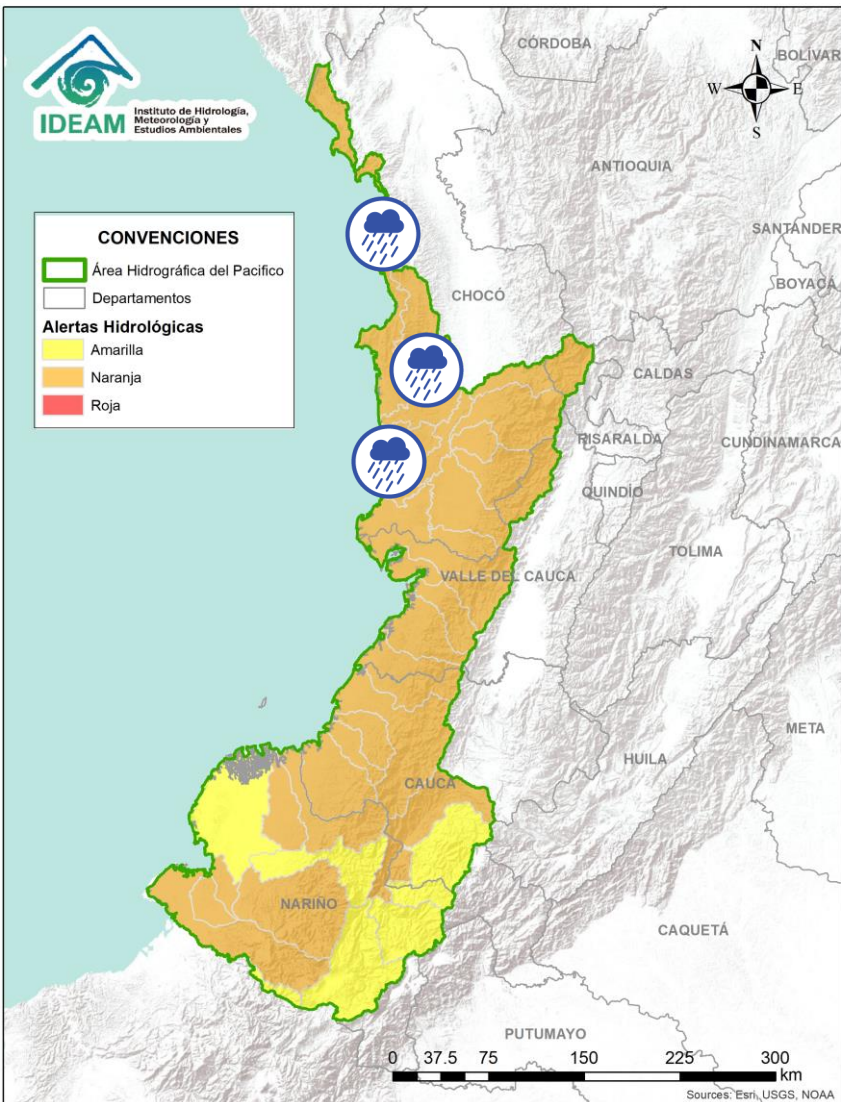 IDEAM
Instituto de Hidrología,
Meteorología y
Estudios Ambientales
CÓRDOBA
BOLÍVAR
N
W
E
S
ANTIOQUIA
SANTANDER
BOYACÁ
CONVENCIONES
Área Hidrográfica del Pacifico
Departamentos
Alertas Hidrológicas
Amarilla
Naranja
Roja
CHOCÓ
CALDAS
RISARALDA
CUNDINAMARCA
QUINDÍO
TOLIMA
VALLE DEL CAUCA
META
HUILA
CAUCA
NARIÑO
CAQUETÁ
PUTUMAYO
0 37.5 75 150 225 300
km
Sources: Esri, USGS, NOAA